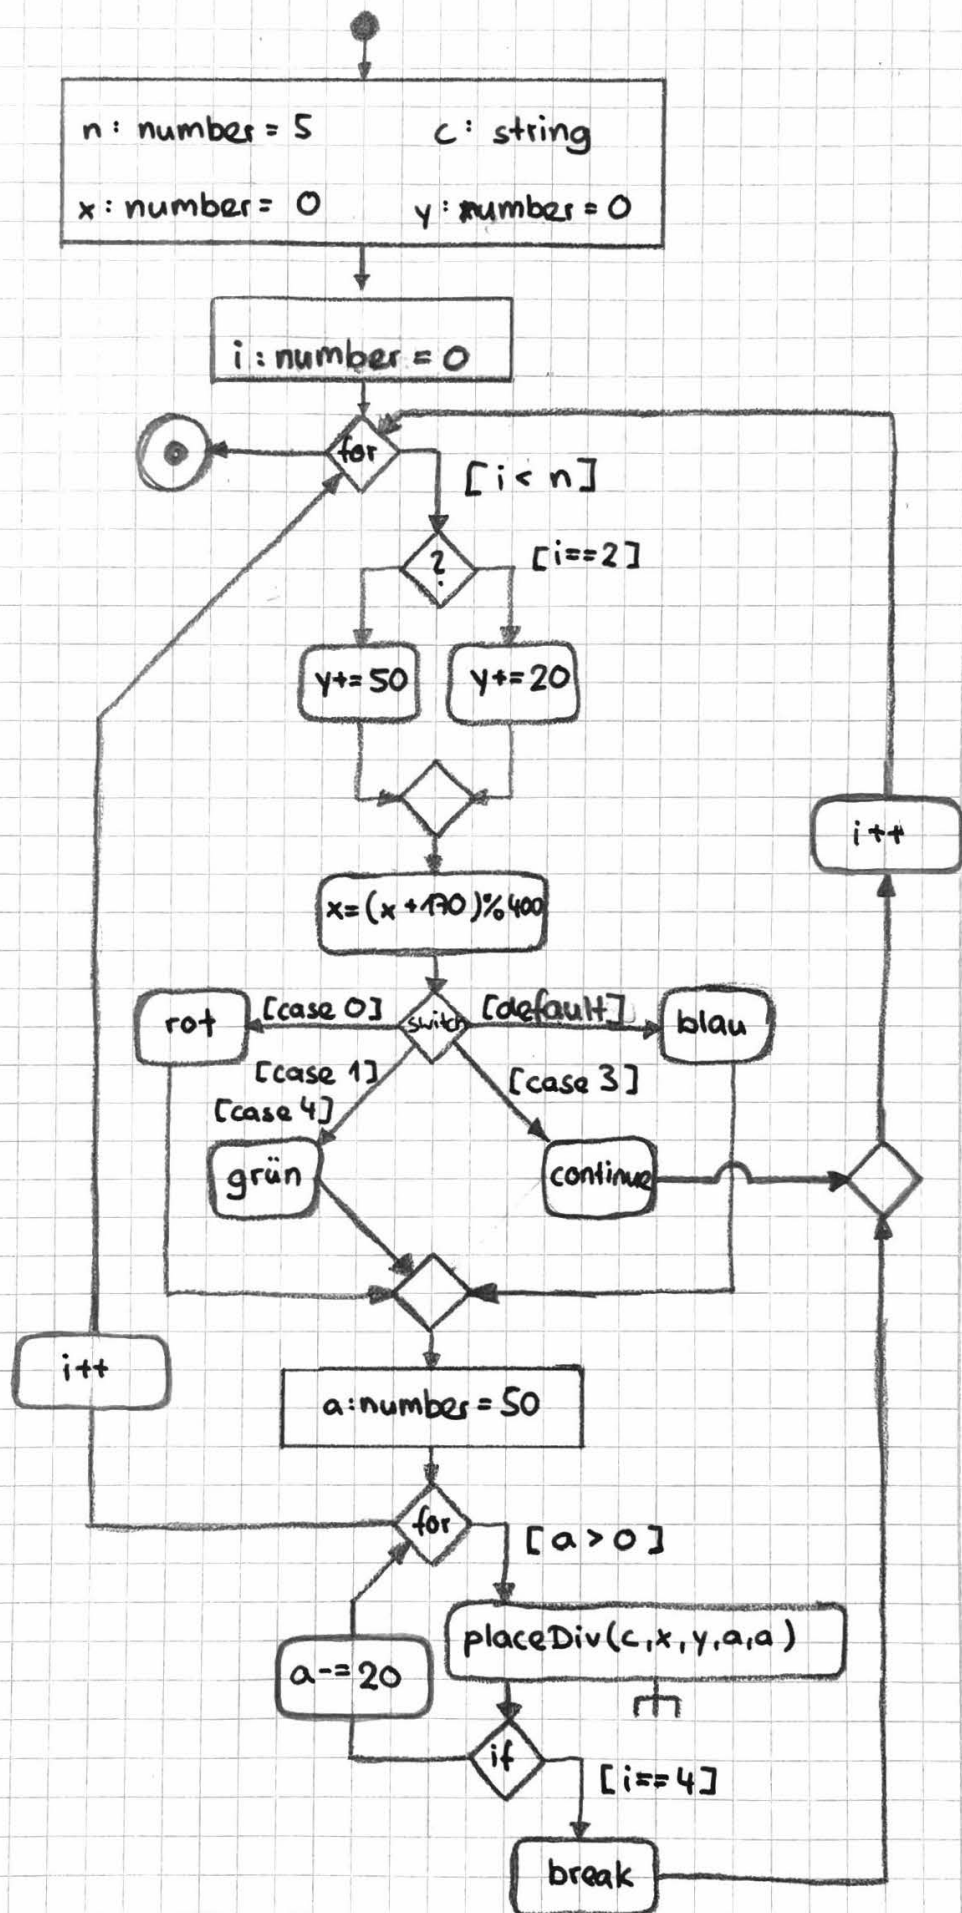 n: number = 5 c: string
x: number = 0 y: number = 0
i: number = 0
for
[i < n]
?
[i==2]
y+=50
y+=20
i++
x=(x+170)%400
rot
[case 0]
switch
[default]
blau
[case 1]
[case 3]
[case 4]
grün
continue
i++
a:number = 50
for
[a > 0]
placeDiv(c,x,y,a,a)
a-=20
if
[i==4]
break